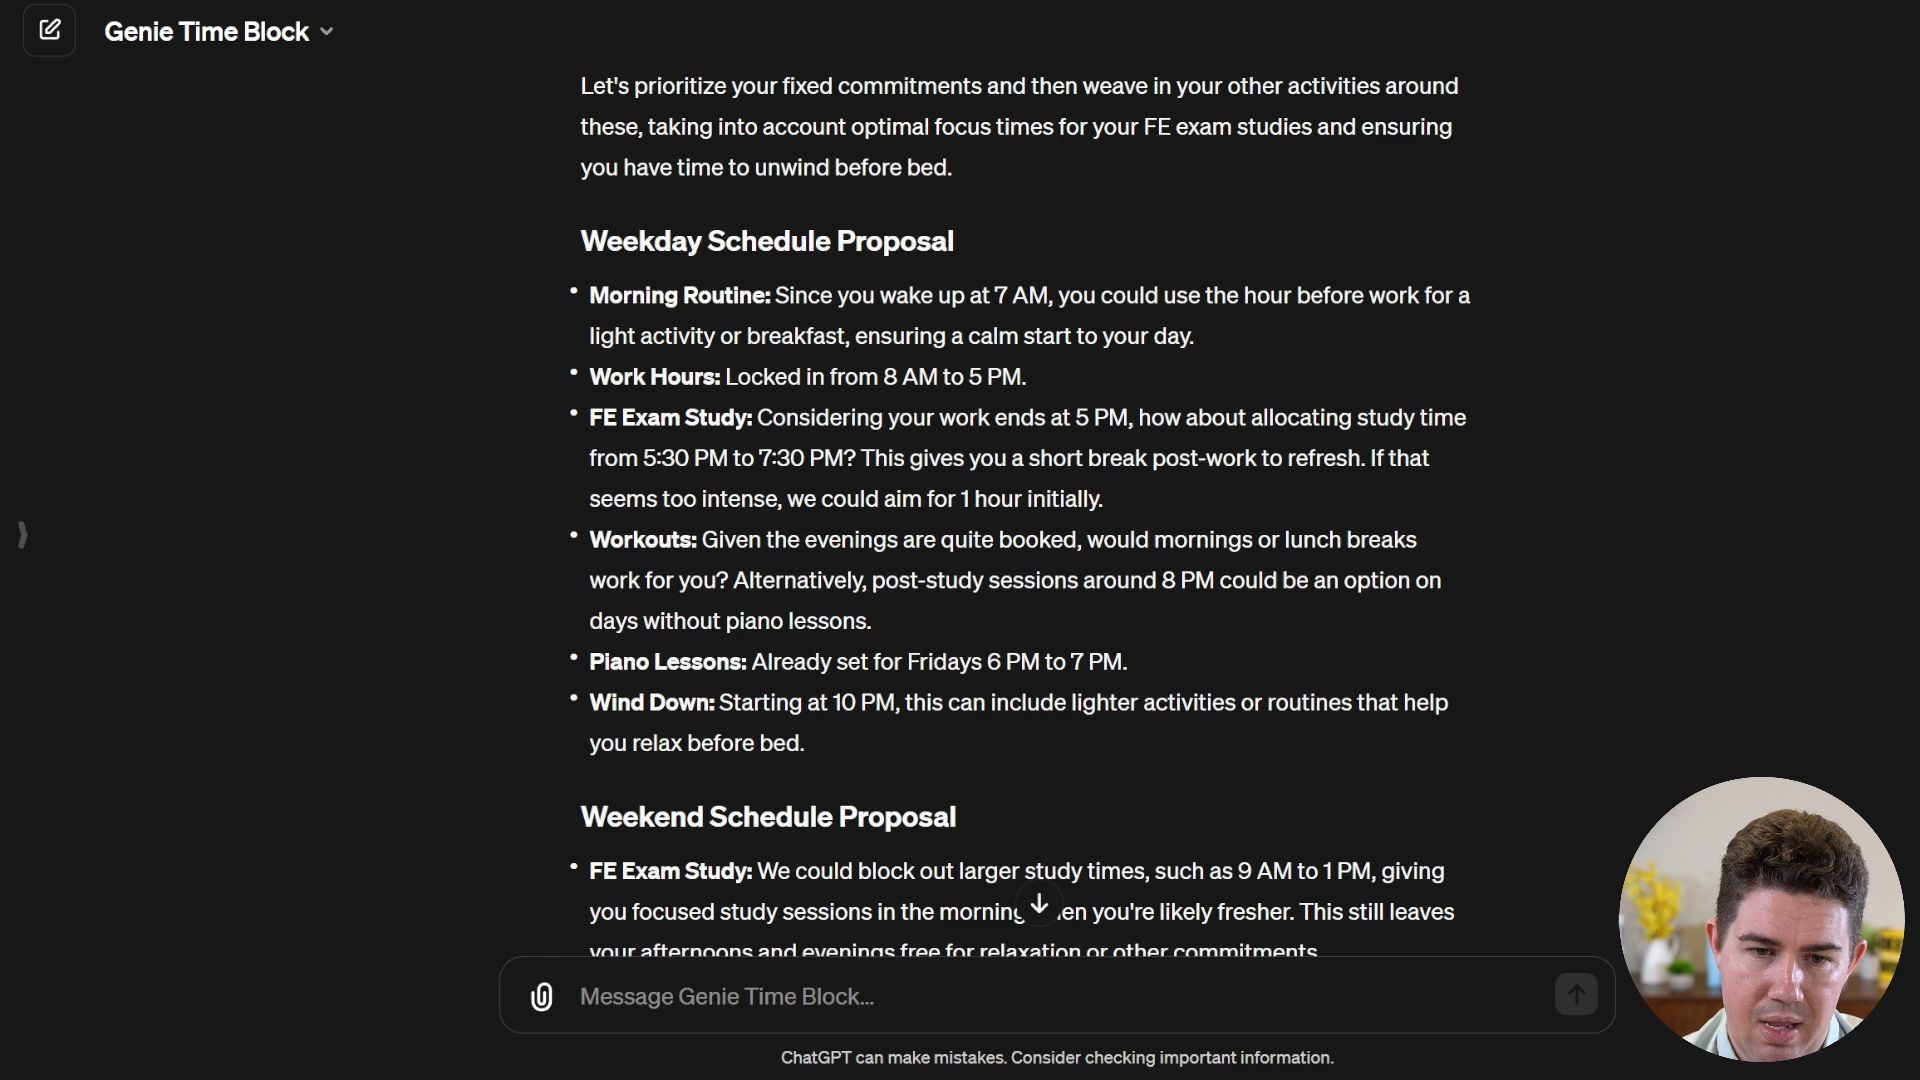 Genie Time Block
Let's prioritize your fixed commitments and then weave in your other activities around
these, taking into account optimal focus times for your FE exam studies and ensuring
you have time to unwind before bed.
Weekday Schedule Proposal
• Morning Routine: Since you wake up at 7 AM, you could use the hour before work for a
light activity or breakfast, ensuring a calm start to your day.
• Work Hours: Locked in from 8 AM to 5 PM.
• FE Exam Study: Considering your work ends at 5 PM, how about allocating study time
from 5:30 PM to 7:30 PM? This gives you a short break post-work to refresh. If that
seems too intense, we could aim for 1 hour initially.
• Workouts: Given the evenings are quite booked, would mornings or lunch breaks
work for you? Alternatively, post-study sessions around 8 PM could be an option on
days without piano lessons.
• Piano Lessons: Already set for Fridays 6 PM to 7 PM.
• Wind Down: Starting at 10 PM, this can include lighter activities or routines that help
you relax before bed.
Weekend Schedule Proposal
• FE Exam Study: We could block out larger study times, such as 9 AM to 1 PM, giving
you focused study sessions in the morning en you're likely fresher. This still leaves
your afternoons and evenings free for relaxation or other commitments
Message Genie Time Block...
ChatGPT can make mistakes. Consider checking important information.